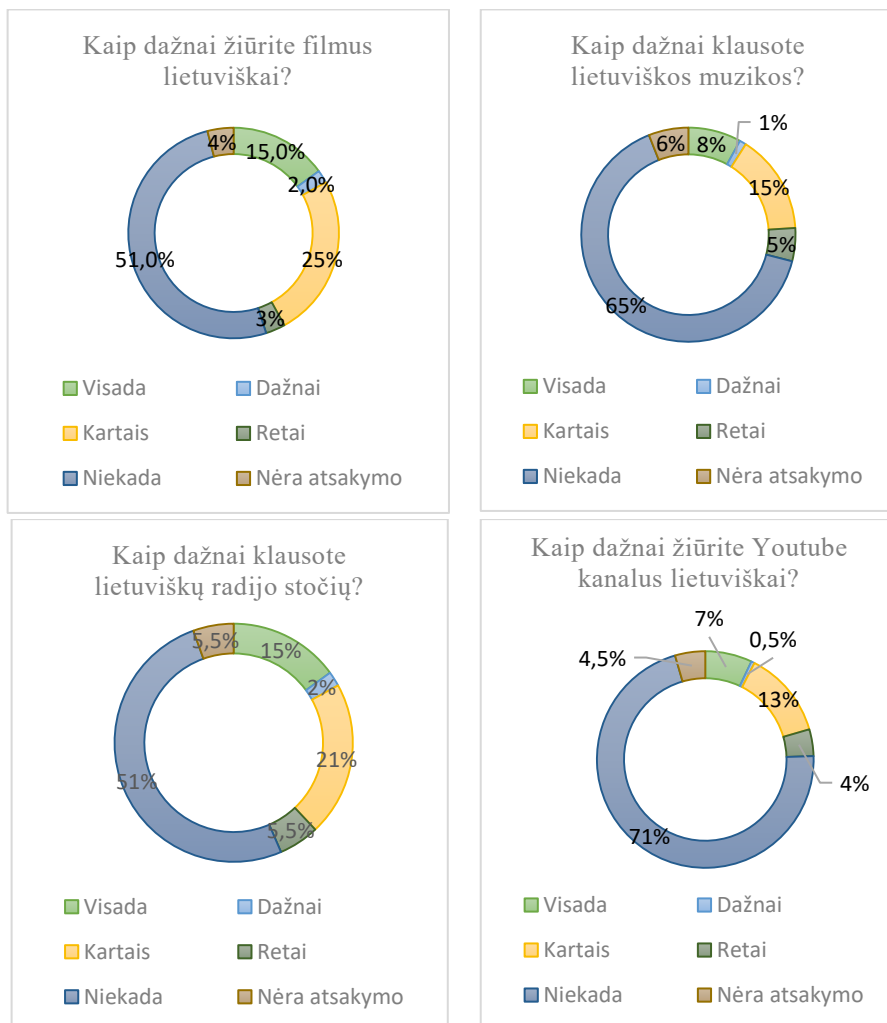 Kaip dažnai žiūrite filmus
lietuviškai?
4%
15,0%
2,0%
25%
51,0%
3%
Visada
Dažnai
Kartais
Retai
Niekada
Nėra atsakymo
Kaip dažnai klausote
lietuviškos muzikos?
1%
6%
8%
15%
5%
65%
Visada
Dažnai
Kartais
Retai
Niekada
Nėra atsakymo
Kaip dažnai klausote
lietuviškų radijo stočių?
5,5%
15%
2%
21%
51%
5,5%
Visada
Dažnai
Kartais
Retai
Niekada
Nėra atsakymo
Kaip dažnai žiūrite Youtube
kanalus lietuviškai?
7%
0,5%
4,5%
13%
4%
71%
Visada
Dažnai
Kartais
Retai
Niekada
Nėra atsakymo